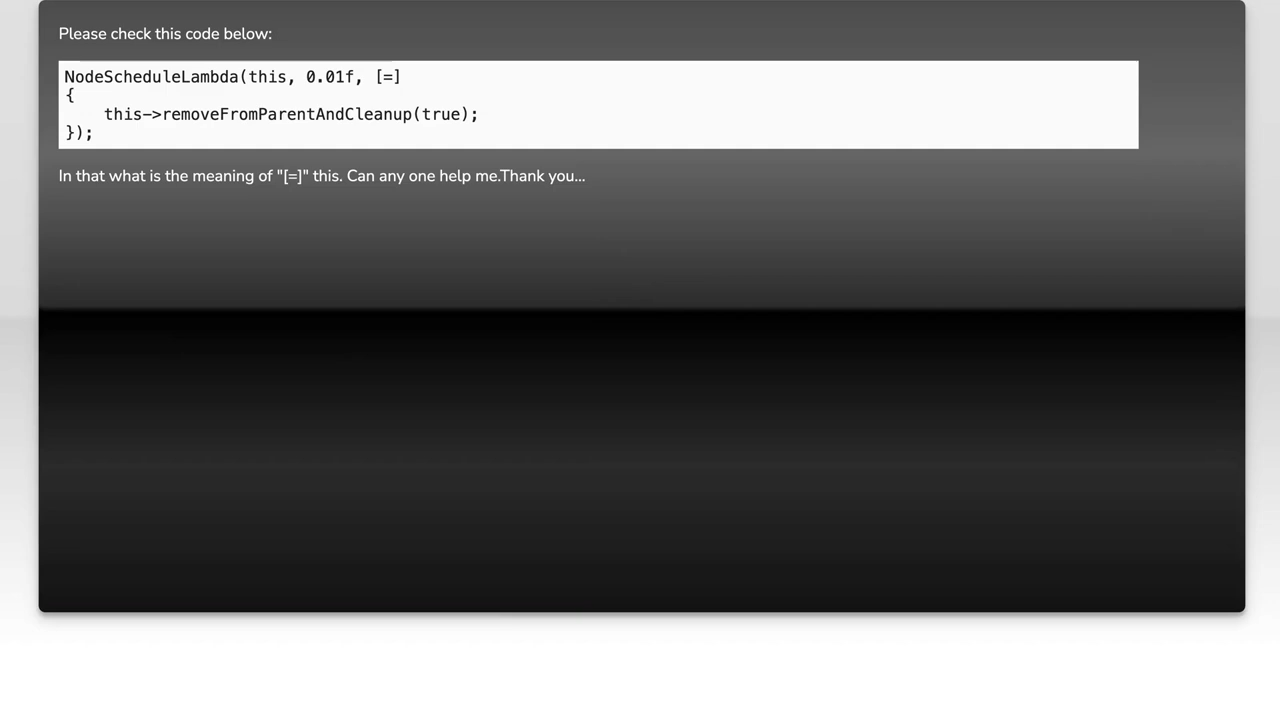 Please check this code below:
NodeScheduleLambda(this, 0.01f, [=]
{
    this->removeFromParentAndCleanup(true);
});
In that what is the meaning of "[=]" this. Can any one help me.Thank you...